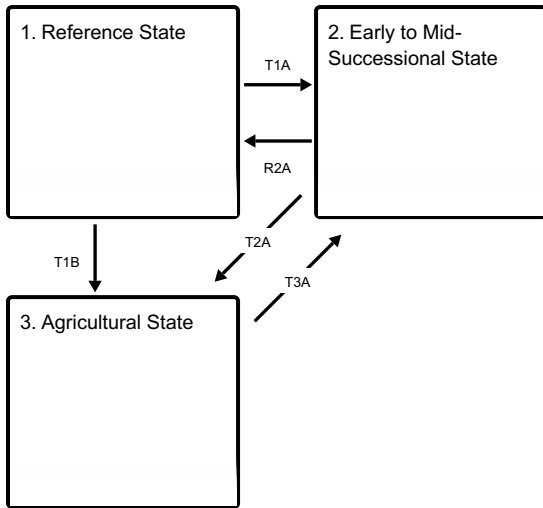 1. Reference State
2. Early to Mid-
Successional State
T1A
R2A
T2A
T1B
T3A
3. Agricultural State